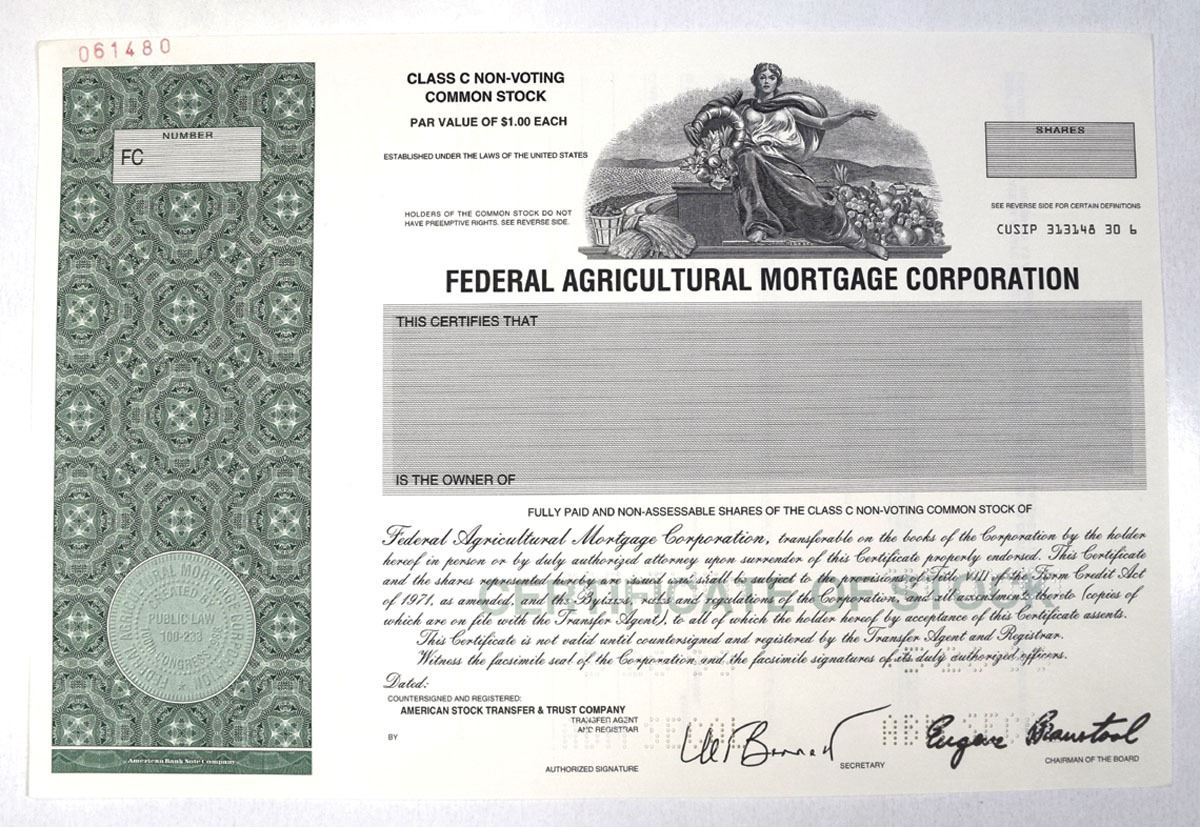 061480
NUMBER
FC
CLASS C NON-VOTING
COMMON STOCK
PAR VALUE OF $1.00 EACH
ESTABLISHED UNDER THE LAWS OF THE UNITED STATES
HOLDERS OF THE COMMON STOCK DO NOT
HAVE PREEMPTIVE RIGHTS. SEE REVERSE SIDE.
SHARES
SEE REVERSE SIDE FOR CERTAIN DEFINITIONS
CUSIP 313148 30 6
FEDERAL AGRICULTURAL MORTGAGE CORPORATION
THIS CERTIFIES THAT
IS THE OWNER OF
FULLY PAID AND NON-ASSESSABLE SHARES OF THE CLASS C NON-VOTING COMMON STOCK OF
Federal Agricultural Mortgage Corporation, transferable on the books of the Corporation by the holder
hereof in person or by duly authorized attorney upon surrender of this Certificate properly endorsed. This Certificate
and the shares represented hereby are issued and shall be subject to the provisions of Title VIII of the Farm Credit Act
of 1971, as amended, and the Bylaws, rules and regulations of the Corporation, and all amendments thereto (copies of
which are on file with the Transfer Agent), to all of which the holder hereof by acceptance of this Certificate assents.
This Certificate is not valid until countersigned and registered by the Transfer Agent and Registrar.
Witness the facsimile seal of the Corporation and the facsimile signatures of its duly authorized officers.
CERTIFICATE OF STOCK
Dated:
COUNTERSIGNED AND REGISTERED:
AMERICAN STOCK TRANSFER & TRUST COMPANY
TRANSFER AGENT
AND REGISTRAR
BY
AUTHORIZED SIGNATURE
SECRETARY
Eugene Branstool
CHAIRMAN OF THE BOARD
PUBLIC LAW
100-233
CONGRESS
American Bank Note Company